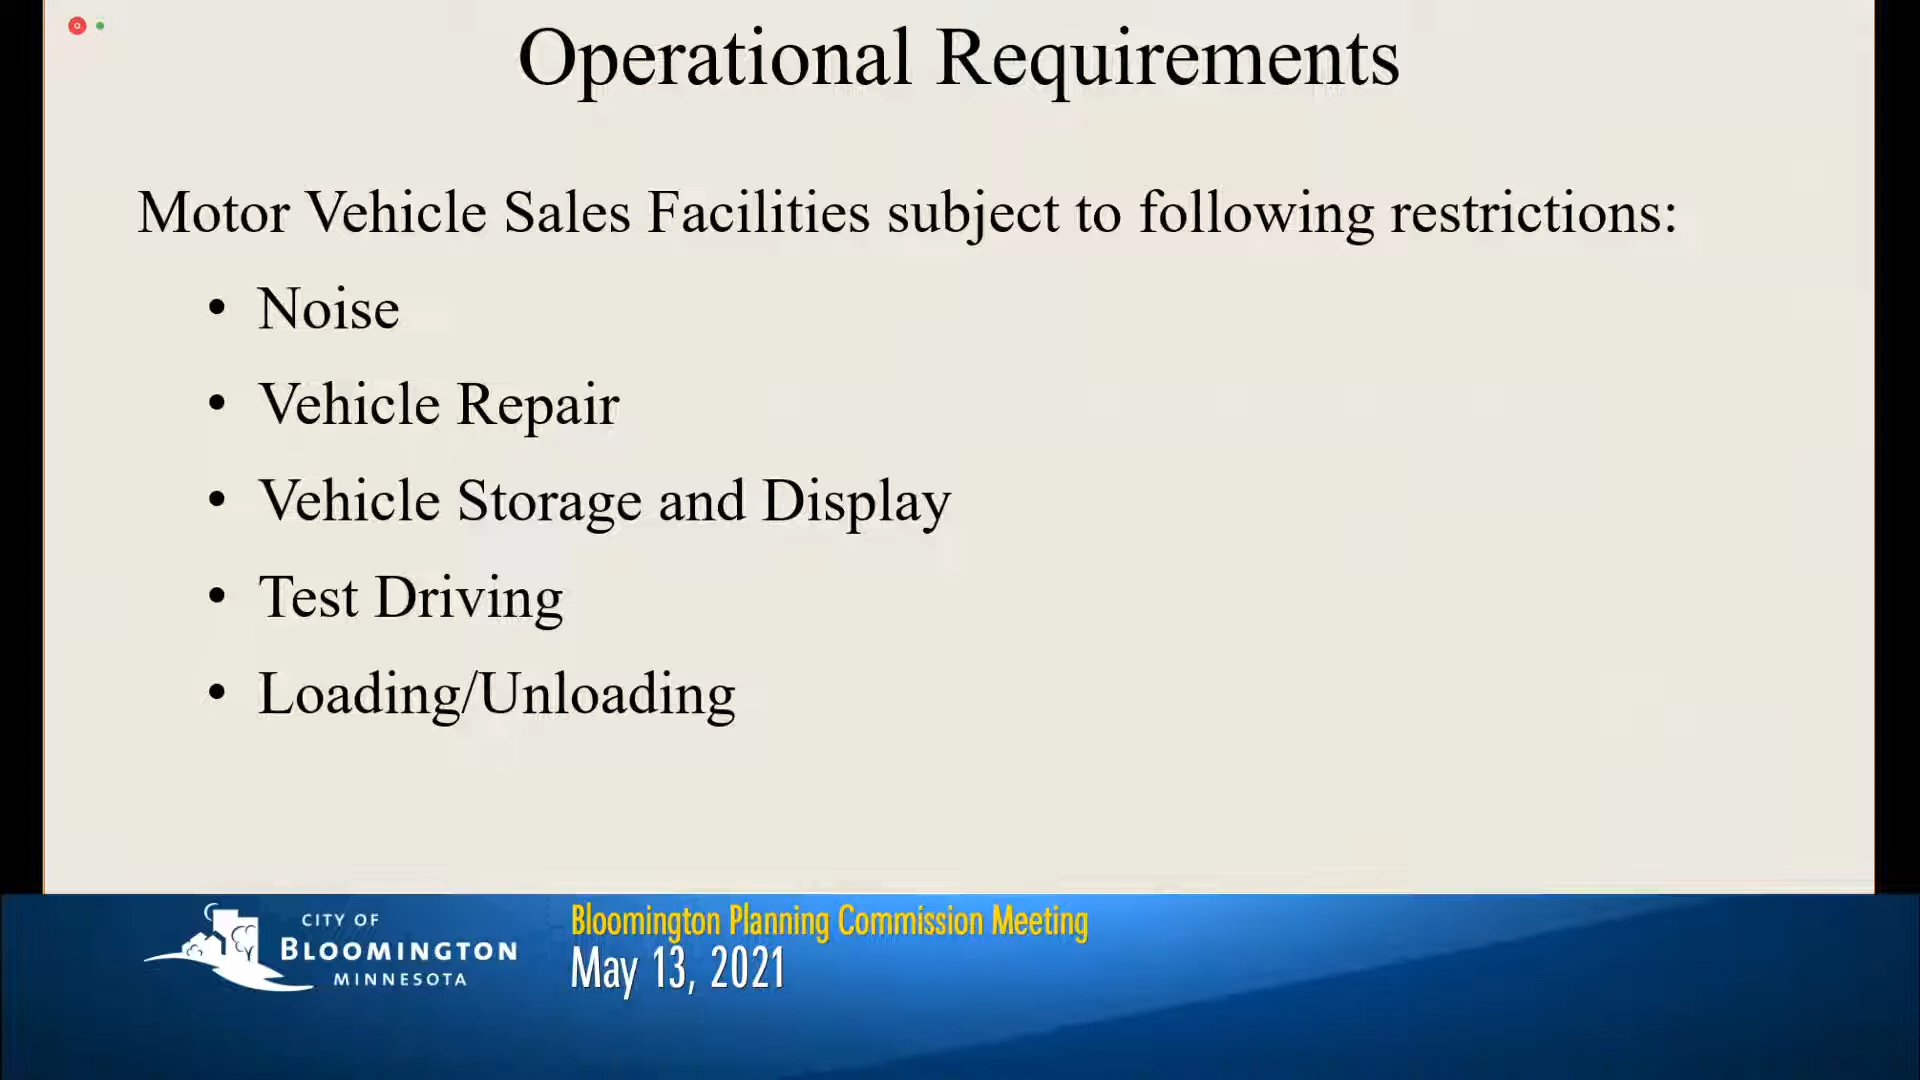 Operational Requirements
Motor Vehicle Sales Facilities subject to following restrictions:
• Noise
• Vehicle Repair
• Vehicle Storage and Display
• Test Driving
• Loading/Unloading
CITY OF
BLOOMINGTON
MINNESOTA
Bloomington Planning Commission Meeting
May 13, 2021